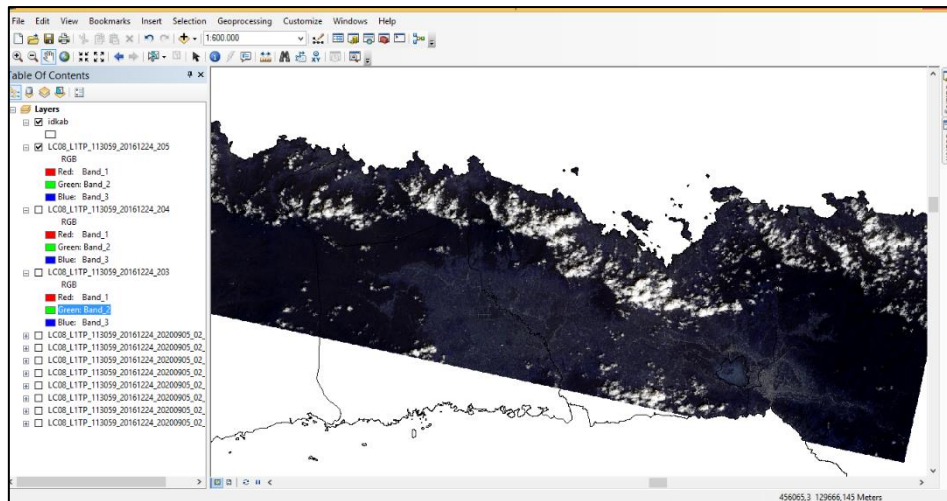 File Edit View Bookmarks Insert Selection Geoprocessing Customize Windows Help
1:600.000
Table Of Contents
Layers
idkab
LC08_L1TP_113059_20161224_205
RGB
Red: Band_1
Green: Band_2
Blue: Band_3
LC08_L1TP_113059_20161224_204
RGB
Red: Band_1
Green: Band_2
Blue: Band_3
LC08_L1TP_113059_20161224_203
RGB
Red: Band_1
Green: Band_2
Blue: Band_3
LC08_L1TP_113059_20161224_20200905_02_
LC08_L1TP_113059_20161224_20200905_02_
LC08_L1TP_113059_20161224_20200905_02_
LC08_L1TP_113059_20161224_20200905_02_
LC08_L1TP_113059_20161224_20200905_02_
LC08_L1TP_113059_20161224_20200905_02_
LC08_L1TP_113059_20161224_20200905_02_
LC08_L1TP_113059_20161224_20200905_02_
456065,3 129666,145 Meters